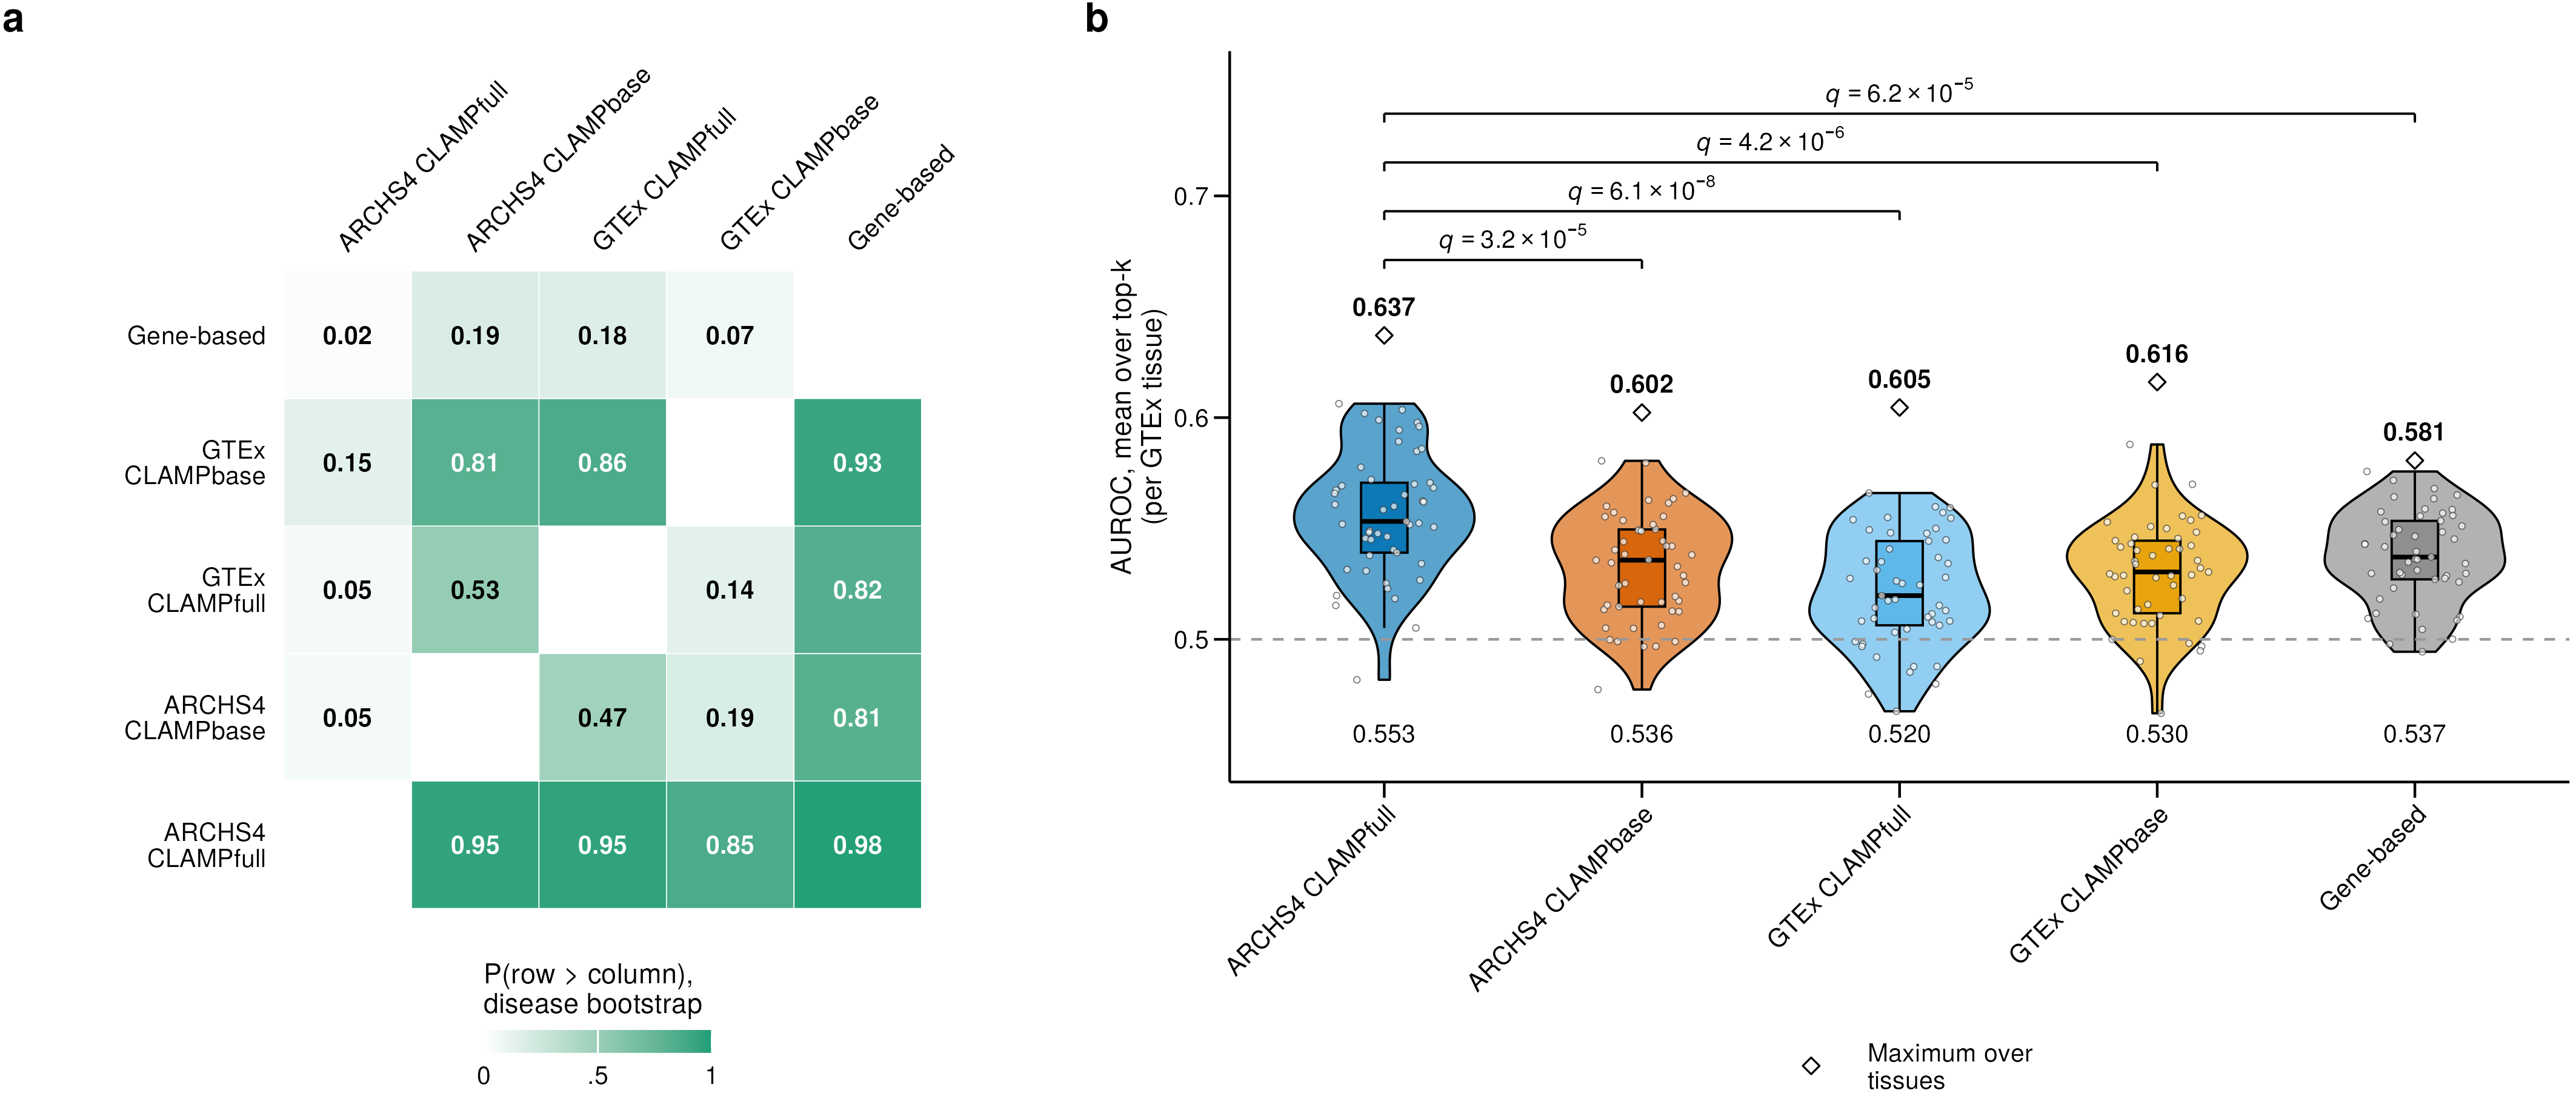 a
ARCHS4 CLAMPfull
ARCHS4 CLAMPbase
GTEx CLAMPfull
GTEx CLAMPbase
Gene-based
Gene-based
0.02
0.19
0.18
0.07
GTEx
CLAMPbase
0.15
0.81
0.86
0.93
GTEx
CLAMPfull
0.05
0.53
0.14
0.82
ARCHS4
CLAMPbase
0.05
0.47
0.19
0.81
ARCHS4
CLAMPfull
0.95
0.95
0.85
0.98
P(row > column),
disease bootstrap
0
.5
1
b
AUROC, mean over top-k
(per GTEx tissue)
0.7
0.6
0.5
q = 6.2 × 10⁻⁵
q = 4.2 × 10⁻⁶
q = 6.1 × 10⁻⁸
q = 3.2 × 10⁻⁵
0.637
0.602
0.605
0.616
0.581
0.553
0.536
0.520
0.530
0.537
ARCHS4 CLAMPfull
ARCHS4 CLAMPbase
GTEx CLAMPfull
GTEx CLAMPbase
Gene-based
Maximum over
tissues